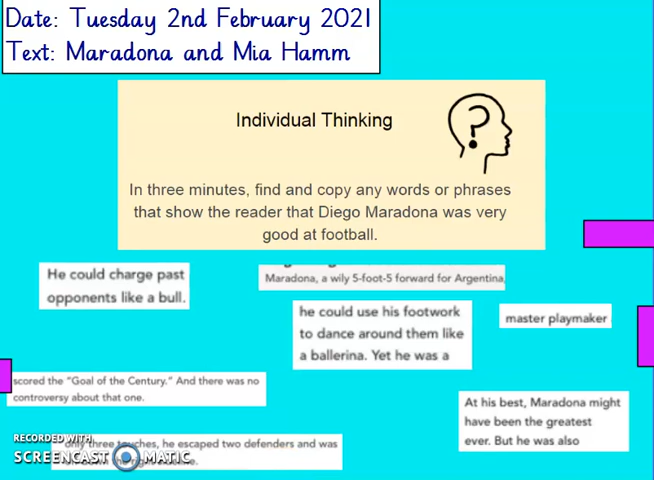 Date: Tuesday 2nd February 2021
Text: Maradona and Mia Hamm
Individual Thinking
?
In three minutes, find and copy any words or phrases
that show the reader that Diego Maradona was very
good at football.
He could charge past
opponents like a bull.
Maradona, a wily 5-foot-5 forward for Argentina,
he could use his footwork
to dance around them like
a ballerina. Yet he was a
master playmaker
scored the "Goal of the Century." And there was no
controversy about that one.
At his best, Maradona might
have been the greatest
ever. But he was also
only three touches, he escaped two defenders and was
RECORDED WITH
SCREENCAST MATIC